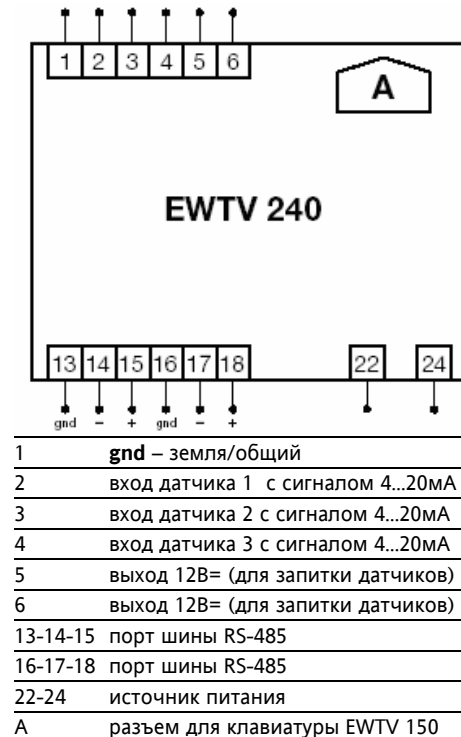 1 2 3 4 5 6
A
EWTV 240
13 14 15 16 17 18 22 24
gnd – + gnd – +
1 gnd – земля/общий
2 вход датчика 1 с сигналом 4...20мА
3 вход датчика 2 с сигналом 4...20мА
4 вход датчика 3 с сигналом 4...20мА
5 выход 12В= (для запитки датчиков)
6 выход 12В= (для запитки датчиков)
13-14-15 порт шины RS-485
16-17-18 порт шины RS-485
22-24 источник питания
А разъем для клавиатуры EWTV 150